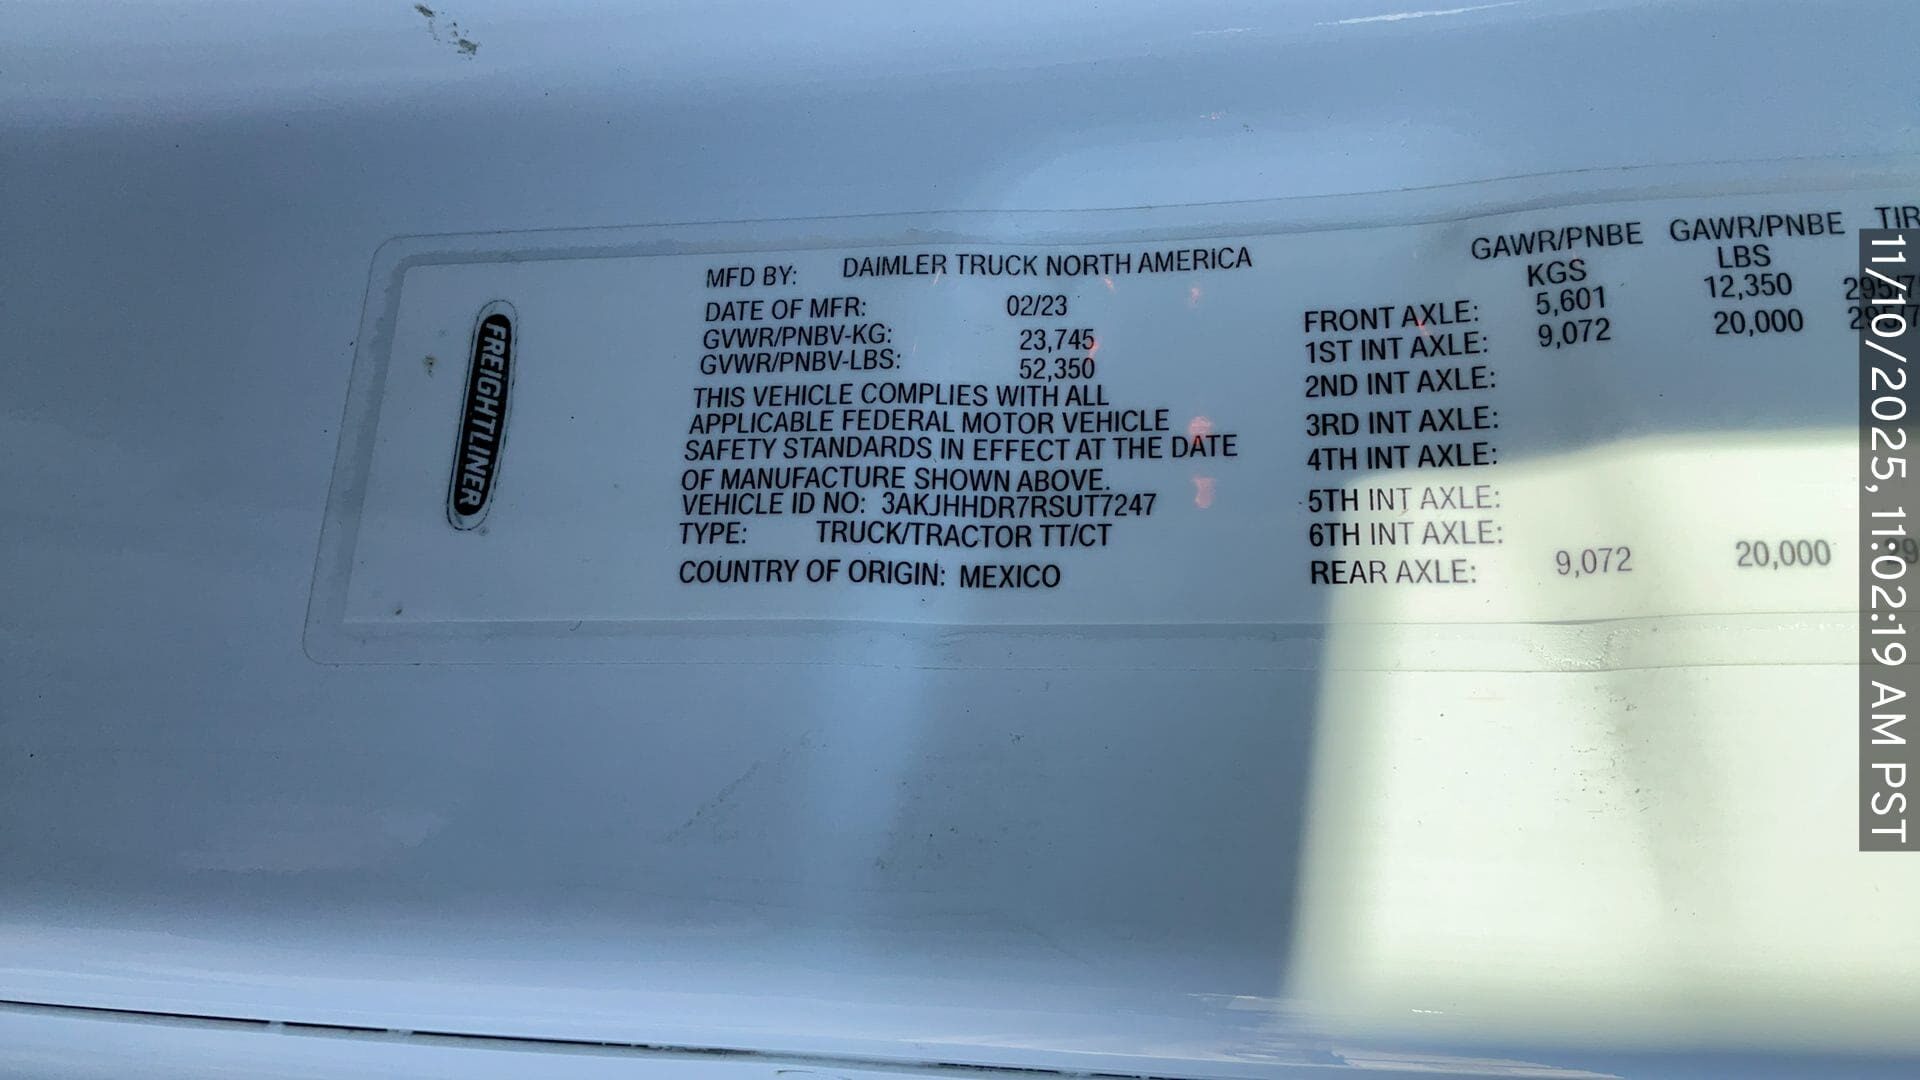 FREIGHTLINER
MFD BY: DAIMLER TRUCK NORTH AMERICA
DATE OF MFR: 02/23
GVWR/PNBV-KG: 23,745
GVWR/PNBV-LBS: 52,350
THIS VEHICLE COMPLIES WITH ALL
APPLICABLE FEDERAL MOTOR VEHICLE
SAFETY STANDARDS IN EFFECT AT THE DATE
OF MANUFACTURE SHOWN ABOVE.
VEHICLE ID NO: 3AKJHHDR7RSUT7247
TYPE: TRUCK/TRACTOR TT/CT
COUNTRY OF ORIGIN: MEXICO
GAWR/PNBE GAWR/PNBE TIR
KGS LBS
FRONT AXLE: 5,601 12,350
1ST INT AXLE: 9,072 20,000
2ND INT AXLE:
3RD INT AXLE:
4TH INT AXLE:
5TH INT AXLE:
6TH INT AXLE:
REAR AXLE: 9,072 20,000
11/10/2025, 11:02:19 AM PST